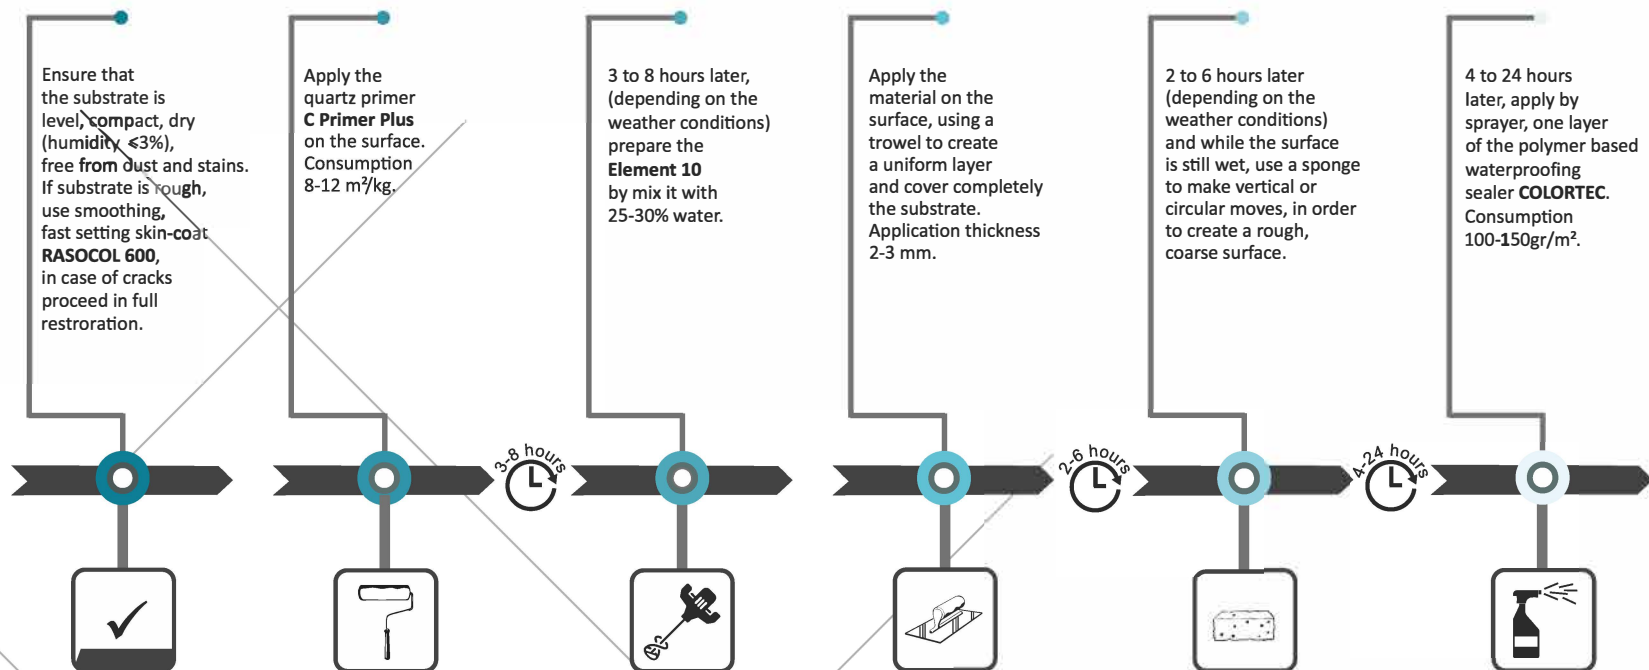 Ensure that
the substrate is
level, compact, dry
(humidity ⩽3%),
free from dust and stains.
If substrate is rough,
use smoothing,
fast setting skin-coat
RASOCOL 600,
in case of cracks
proceed in full
restroration.
Apply the
quartz primer
C Primer Plus
on the surface.
Consumption
8-12 m²/kg.
3 to 8 hours later,
(depending on the
weather conditions)
prepare the
Element 10
by mix it with
25-30% water.
Apply the
material on the
surface, using a
trowel to create
a uniform layer
and cover completely
the substrate.
Application thickness
2-3 mm.
2 to 6 hours later
(depending on the
weather conditions)
and while the surface
is still wet, use a sponge
to make vertical or
circular moves, in order
to create a rough,
coarse surface.
4 to 24 hours
later, apply by
sprayer, one layer
of the polymer based
waterproofing
sealer COLORTEC.
Consumption
100-150gr/m².
3-8 hours
2-6 hours
4-24 hours